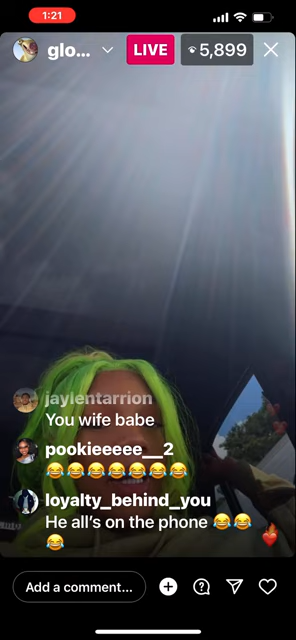 1:21
glo...
LIVE
5,899
jaylentarrion
You wife babe
pookieeeee__2
😂😂😂😂😂😂😂
loyalty_behind_you
He all's on the phone 😂😂
😂
Add a comment...